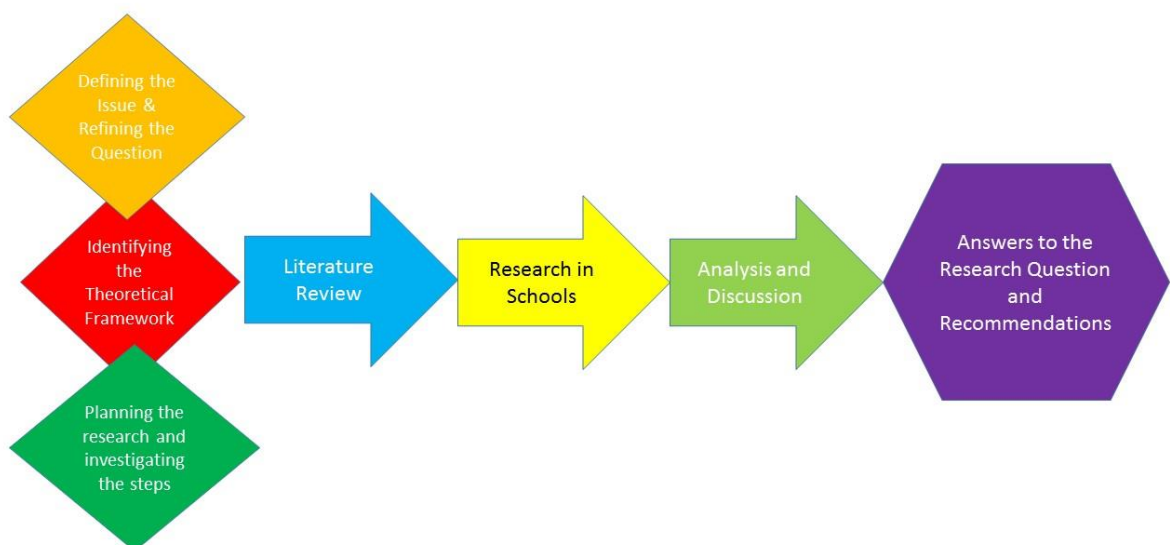 Defining the
Issue &
Refining the
Question
Identifying
the
Theoretical
Framework
Planning the
research and
investigating
the steps
Literature
Review
Research in
Schools
Analysis and
Discussion
Answers to the
Research Question
and
Recommendations